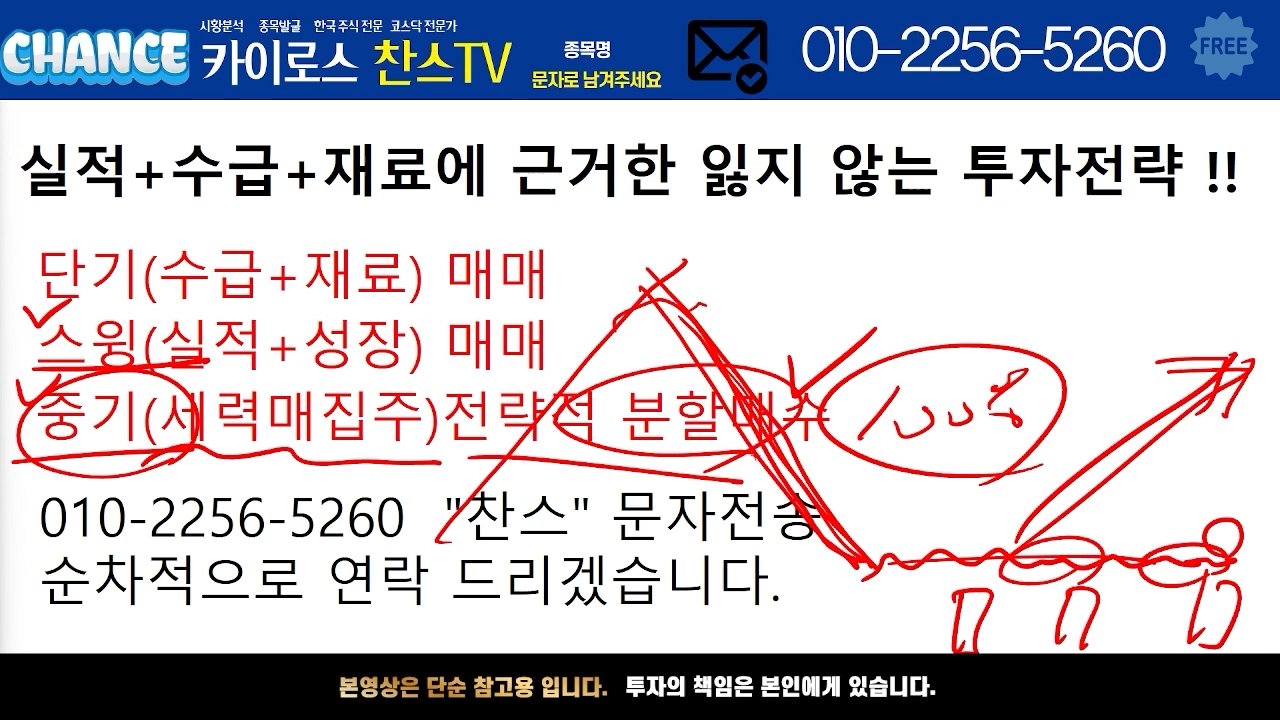 시황분석 종목발굴 한국 주식 전문 코스닥 전문가
CHANCE 카이로스 찬스TV
종목명
문자로 남겨주세요
010-2256-5260
FREE
실적+수급+재료에 근거한 잃지 않는 투자전략 !!
단기(수급+재료) 매매
스윙(실적+성장) 매매
중기(세력매집주)전략적 분할매수
100%
010-2256-5260 "찬스" 문자전송
순차적으로 연락 드리겠습니다.
본영상은 단순 참고용 입니다. 투자의 책임은 본인에게 있습니다.